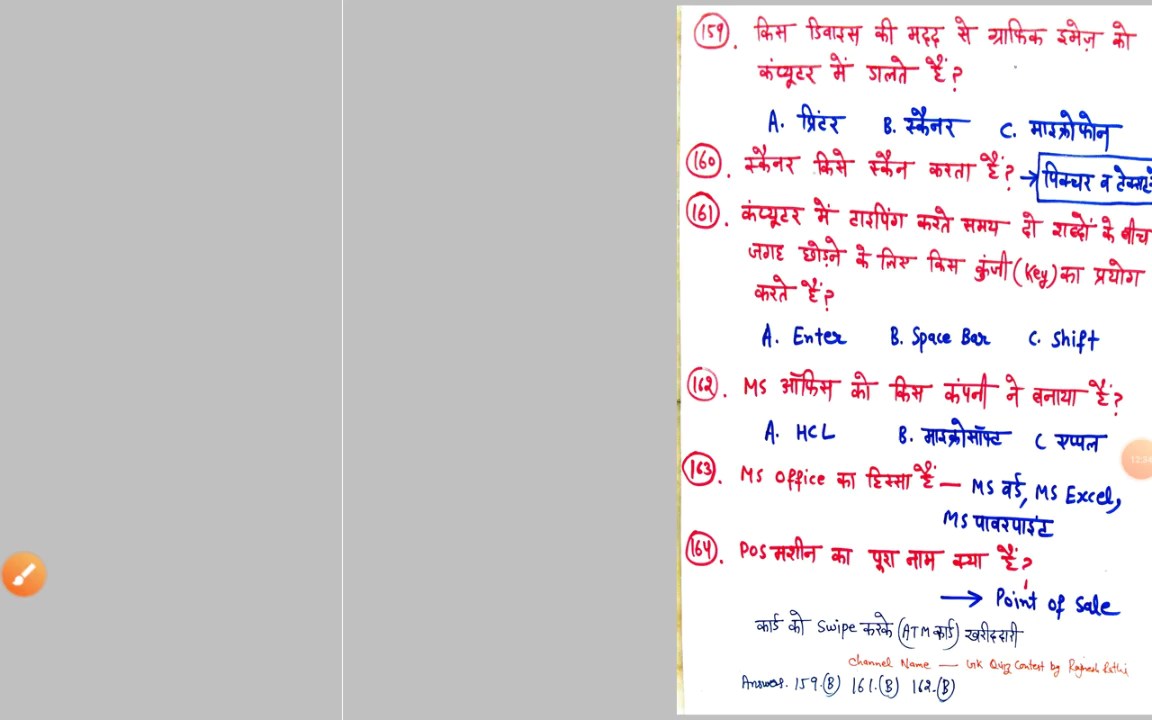 159. किस डिवाइस की मदद से ग्राफिक इमेज़ को
कंप्यूटर में डालते हैं?
A. प्रिंटर B. स्कैनर C. माइक्रोफोन
160. स्कैनर किसे स्कैन करता है? → पिक्चर व टेक्स्ट
161. कंप्यूटर में टाइपिंग करते समय दो शब्दों के बीच
जगह छोड़ने के लिए किस कुंजी (Key) का प्रयोग
करते हैं?
A. Enter B. Space Bar C. Shift
162. MS ऑफिस को किस कंपनी ने बनाया है?
A. HCL B. माइक्रोसॉफ्ट C एप्पल
163. MS Office का हिस्सा हैं — MS वर्ड, MS Excel,
MS पावरपाइंट
164. POS मशीन का पूरा नाम क्या है?
→ Point of Sale
कार्ड को Swipe करके (ATM कार्ड) खरीददारी
Channel Name — GK Quiz Contest by Rajnesh Rathi
Answer. 159.(B) 161.(B) 162.(B)